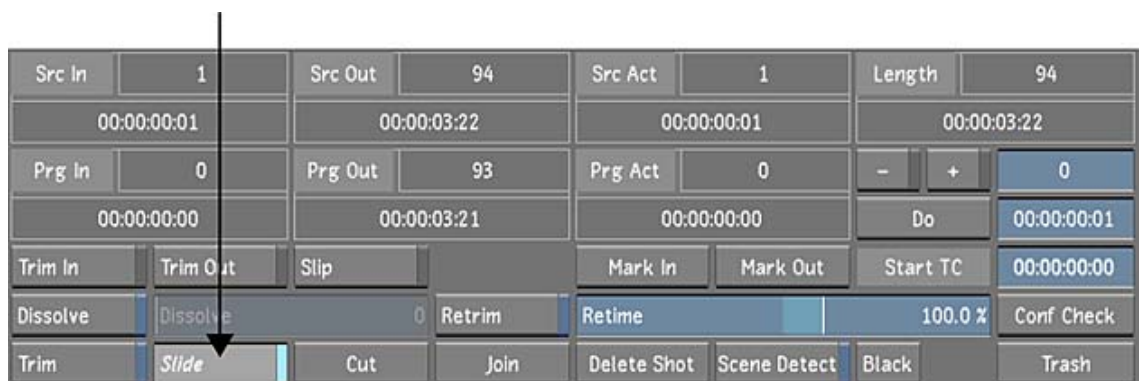 Src In 1 Src Out 94 Src Act 1 Length 94
00:00:00:01 00:00:03:22 00:00:00:01 00:00:03:22
Prg In 0 Prg Out 93 Prg Act 0 - + 0
00:00:00:00 00:00:03:21 00:00:00:00 Do 00:00:00:01
Trim In Trim Out Slip Mark In Mark Out Start TC 00:00:00:00
Dissolve Dissolve 0 Retrim Retime 100.0 % Conf Check
Trim Slide Cut Join Delete Shot Scene Detect Black Trash